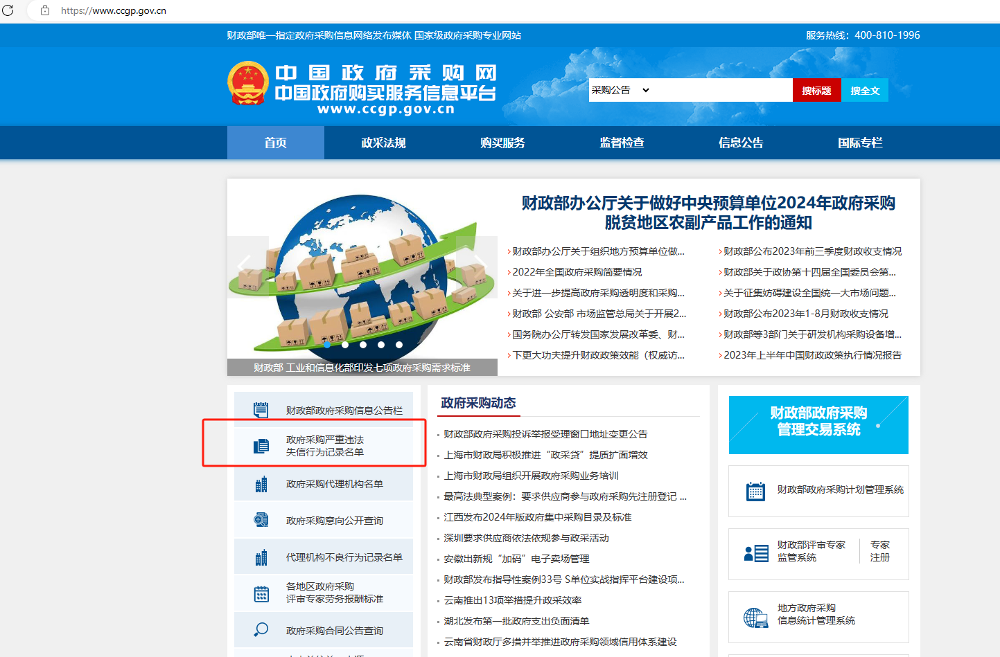 https://www.ccgp.gov.cn
财政部唯一指定政府采购信息网络发布媒体 国家级政府采购专业网站
服务热线：400-810-1996
中国政府采购网
中国政府购买服务信息平台
www.ccgp.gov.cn
采购公告
搜标题
搜全文
首页
政采法规
购买服务
监督检查
信息公告
国际专栏
财政部 工业和信息化部印发七项政府采购需求标准
财政部办公厅关于做好中央预算单位2024年政府采购
脱贫地区农副产品工作的通知
财政部办公厅关于组织地方预算单位做...
2022年全国政府采购简要情况
关于进一步提高政府采购透明度和采购...
财政部 公安部 市场监管总局关于开展2...
国务院办公厅转发国家发展改革委、财...
下更大功夫提升财政政策效能（权威访...
财政部公布2023年前三季度财政收支情况
财政部关于政协第十四届全国委员会第...
关于征集妨碍建设全国统一大市场问题...
财政部公布2023年1-8月财政收支情况
财政部等3部门关于研发机构采购设备增...
2023年上半年中国财政政策执行情况报告
财政部政府采购信息公告栏
政府采购严重违法
失信行为记录名单
政府采购代理机构名单
政府采购意向公开查询
代理机构不良行为记录名单
各地区政府采购
评审专家劳务报酬标准
政府采购合同公告查询
政府采购动态
财政部政府采购投诉举报受理窗口地址变更公告
上海市财政局积极推进“政采贷”提质扩面增效
上海市财政局组织开展政府采购业务培训
最高法典型案例：要求供应商参与政府采购先注册登记 ...
江西发布2024年版政府集中采购目录及标准
深圳要求供应商依法依规参与政采活动
安徽出新规“加码”电子卖场管理
财政部发布指导性案例33号 S单位实战指挥平台建设项...
云南推出13项举措提升政采效率
湖北发布第一批政府支出负面清单
云南省财政厅多措并举推进政府采购领域信用体系建设
财政部政府采购
管理交易系统
财政部政府采购计划管理系统
财政部评审专家
监管系统
专家
注册
地方政府采购
信息统计管理系统